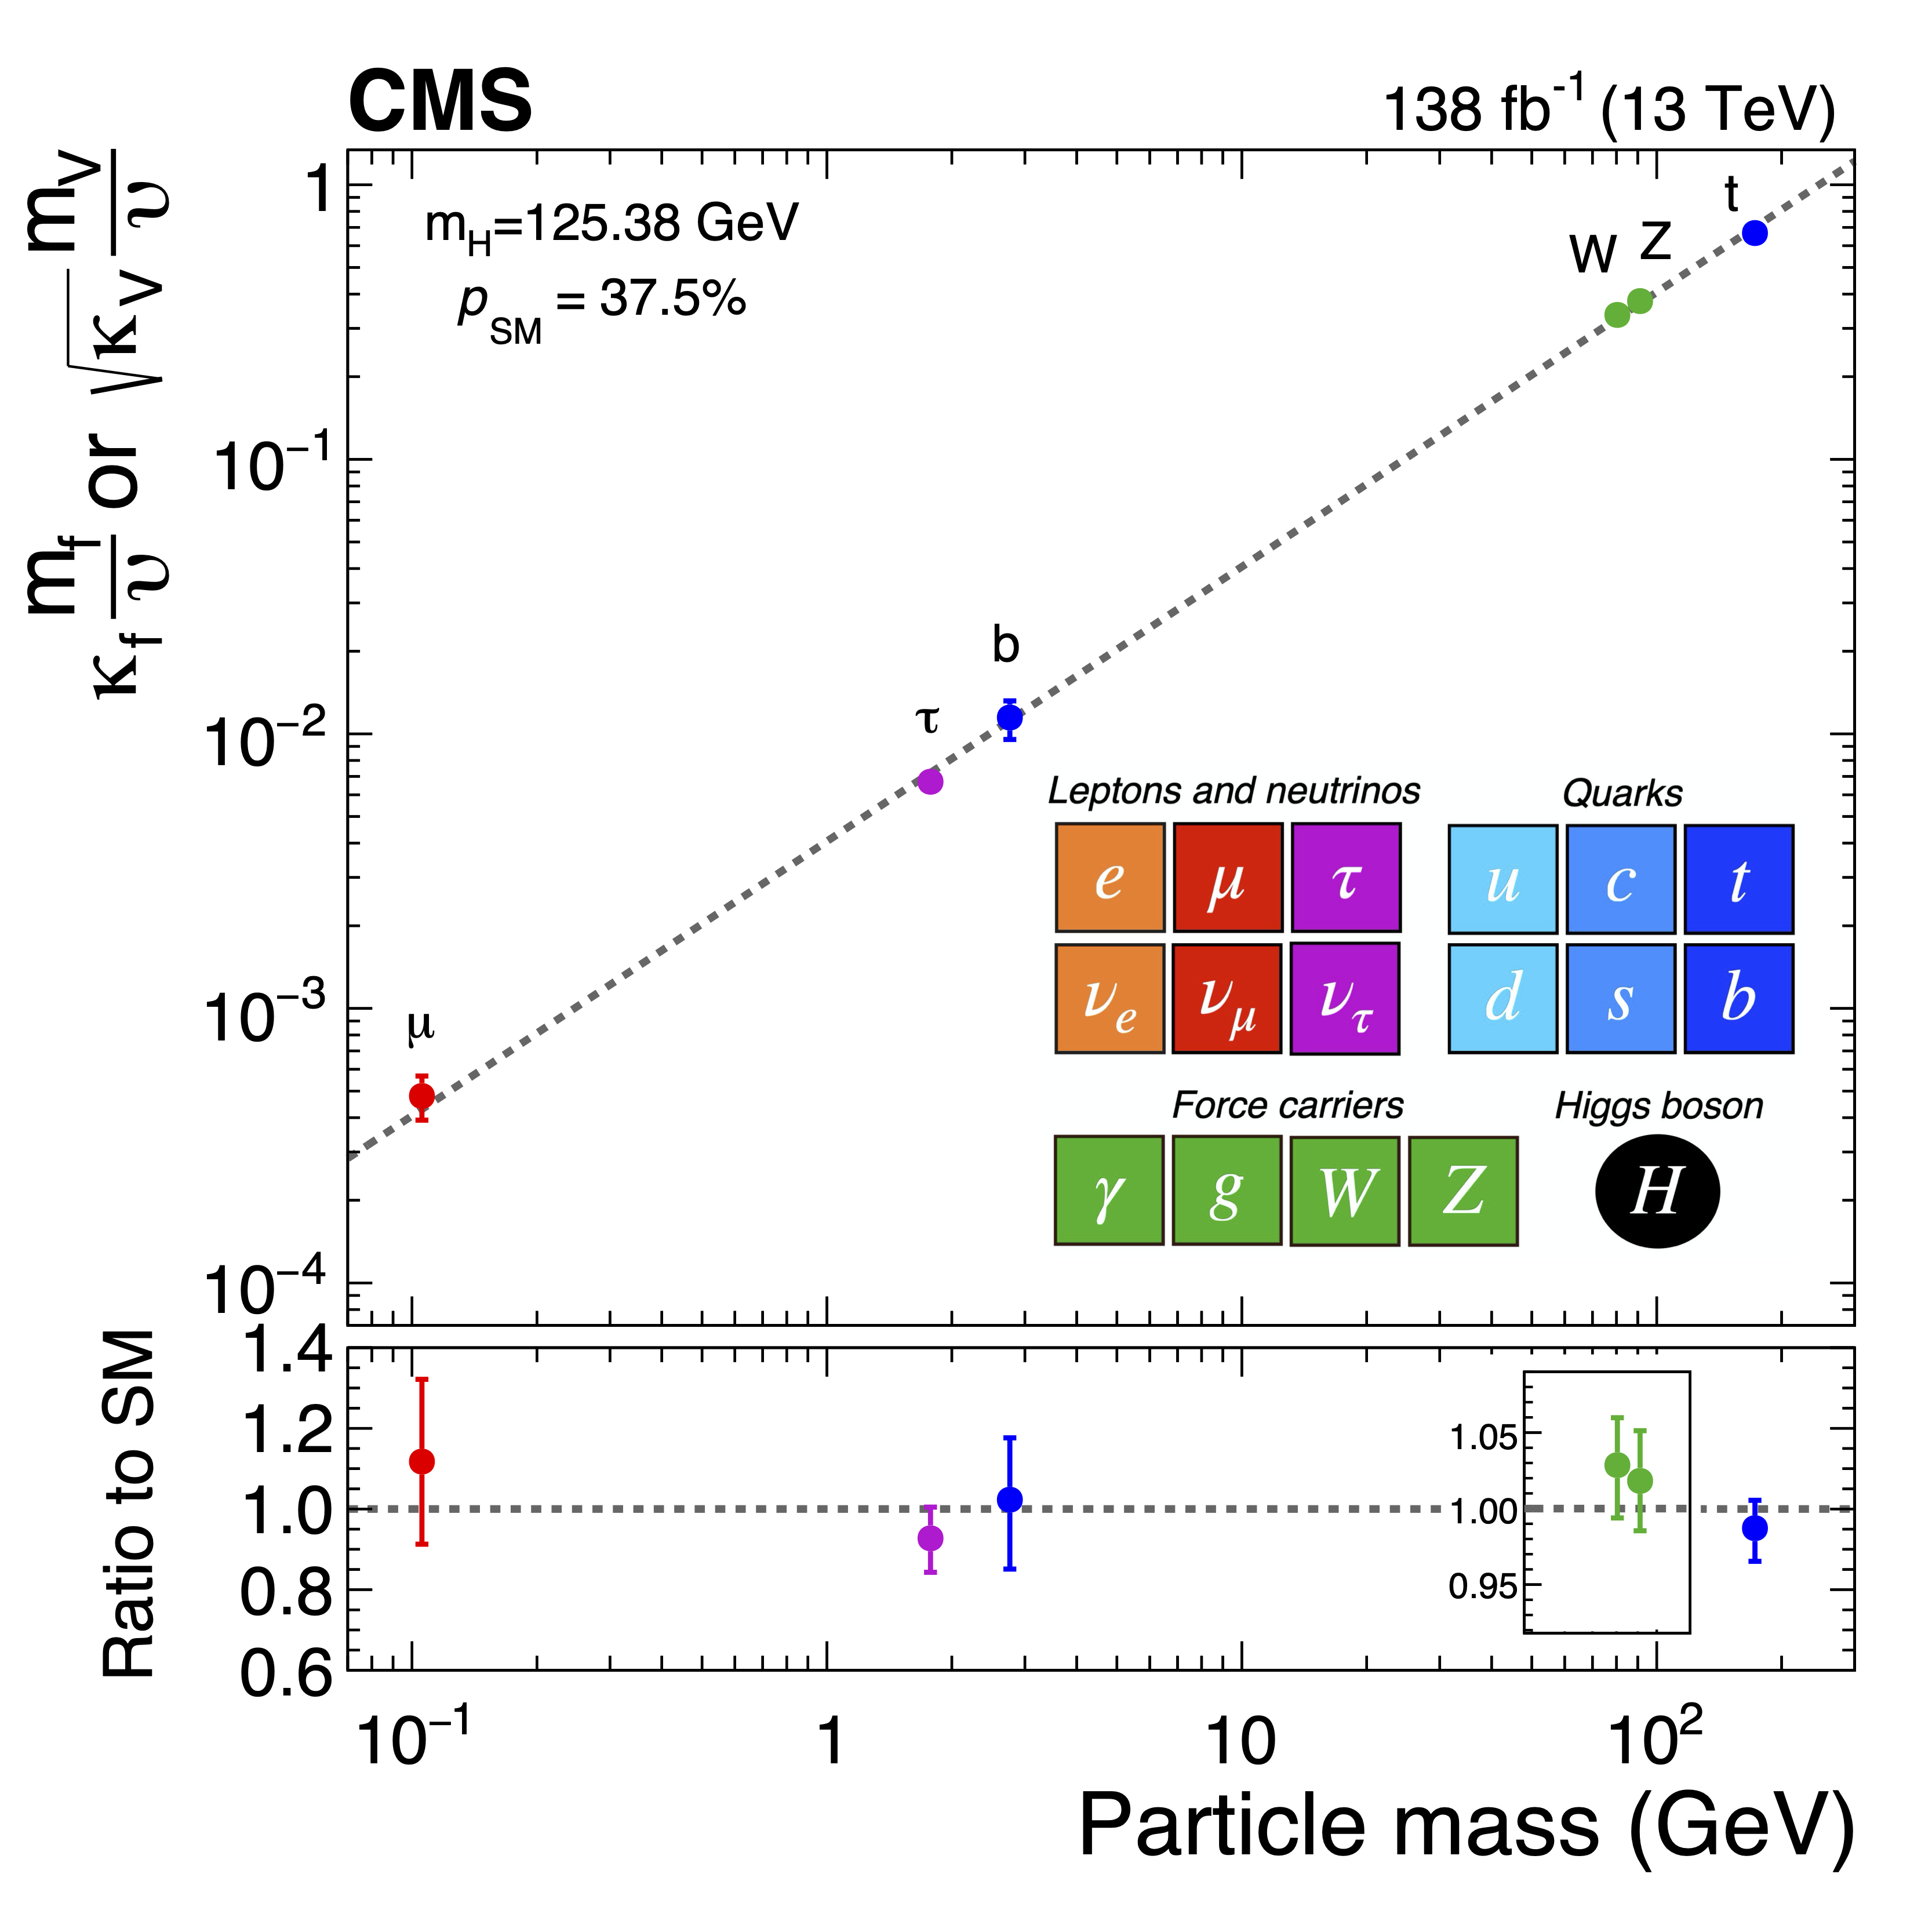 CMS
138 fb⁻¹ (13 TeV)
κf mf/υ or √κV mV/υ
mH=125.38 GeV
pSM = 37.5%
1
10⁻¹
10⁻²
10⁻³
10⁻⁴
μ
τ
b
W
Z
t
Leptons and neutrinos
Quarks
e μ τ
u c t
νe νμ ντ
d s b
Force carriers
Higgs boson
γ g W Z
H
Ratio to SM
1.4
1.2
1.0
0.8
0.6
1.05
1.00
0.95
10⁻¹
1
10
10²
Particle mass (GeV)